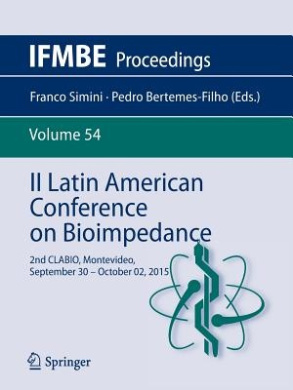 IFMBE Proceedings
Franco Simini · Pedro Bertemes-Filho (Eds.)
Volume 54
II Latin American
Conference
on Bioimpedance
2nd CLABIO, Montevideo,
September 30 – October 02, 2015
Springer